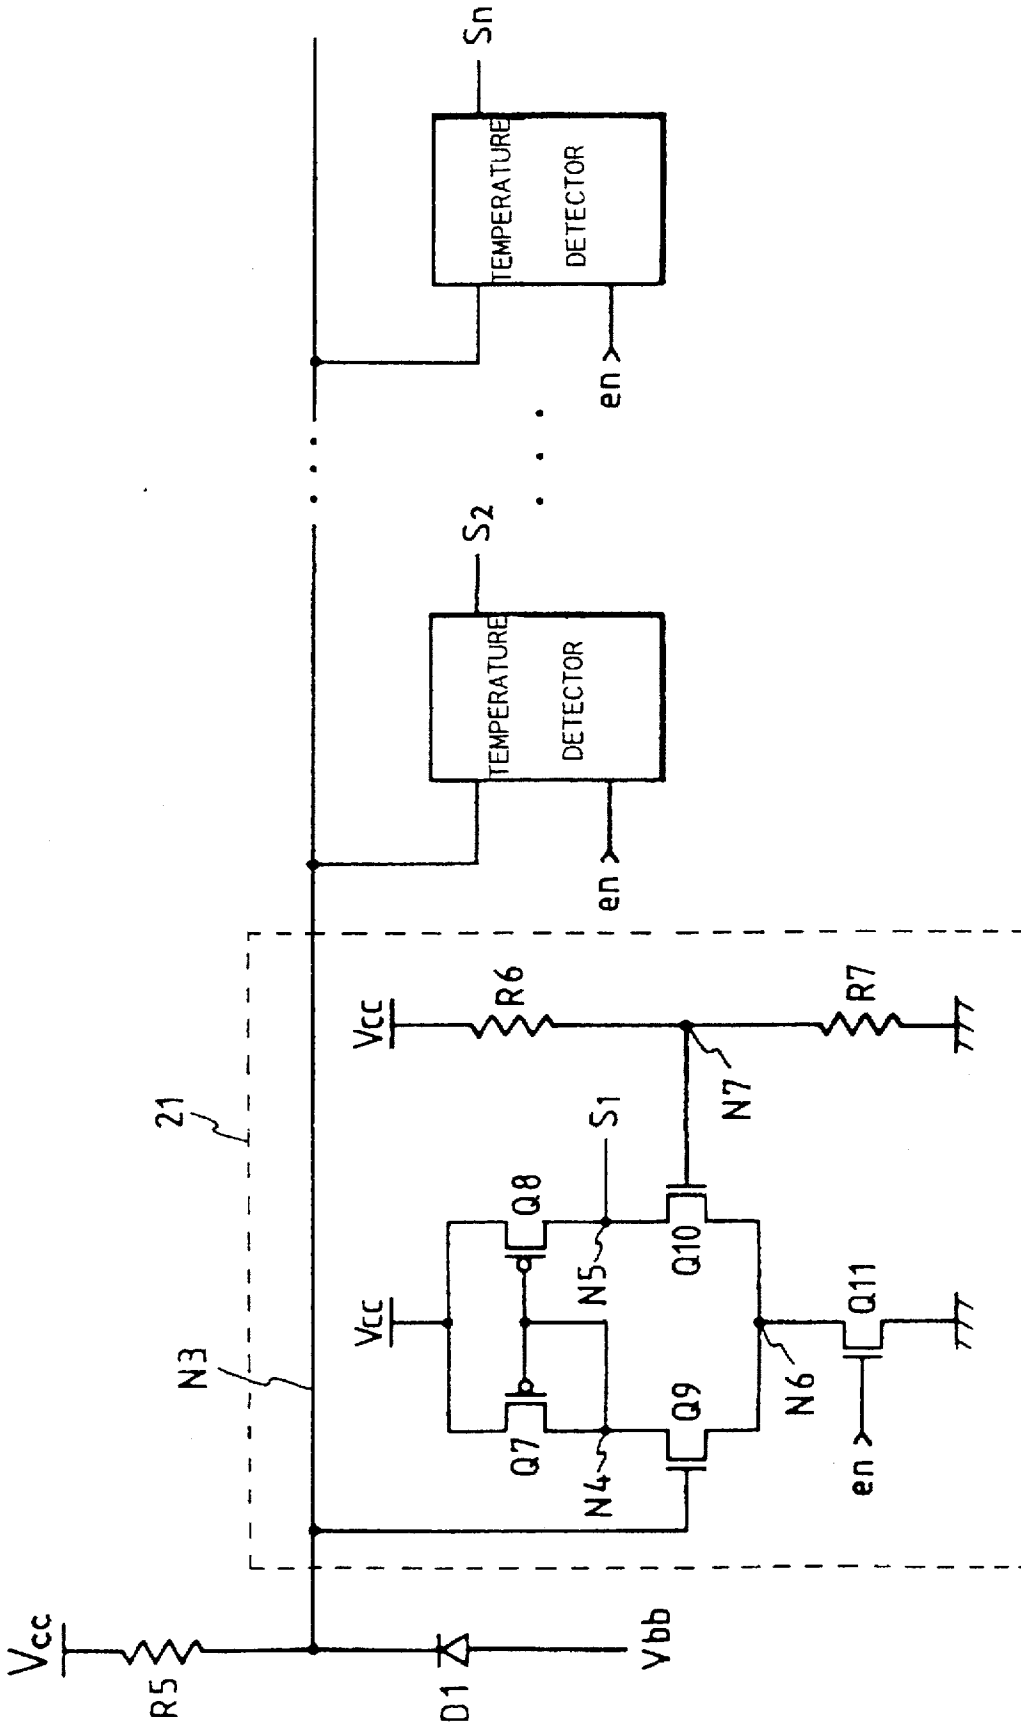 Vcc
R5
D1
Vbb
N3
21
Vcc
Q7
Q8
N4
N5
S1
Q9
Q10
N6
Q11
en
Vcc
R6
N7
R7
S2
TEMPERATURE
DETECTOR
en
Sn
TEMPERATURE
DETECTOR
en